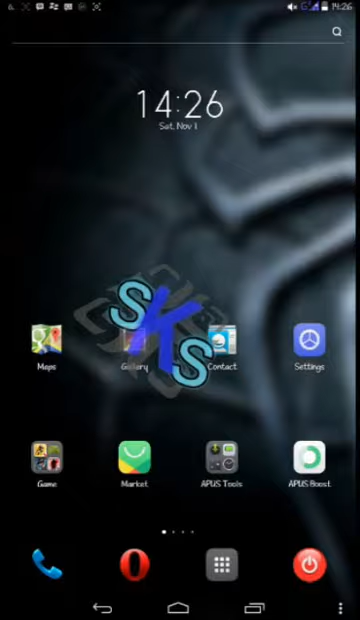 14:26
14:26
Sat, Nov 1
SKS
Maps
Gallery
Contact
Settings
Game
Market
APUS Tools
APUS Boost